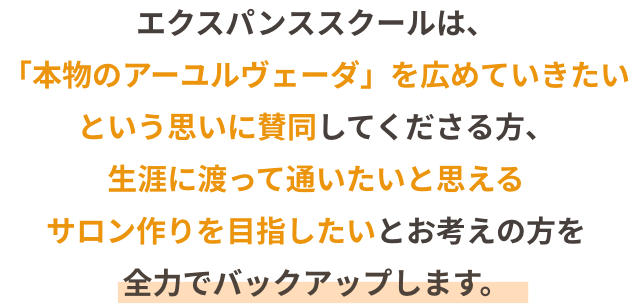 エクスパンススクールは、
「本物のアーユルヴェーダ」を広めていきたい
という思いに賛同してくださる方、
生涯に渡って通いたいと思える
サロン作りを目指したいとお考えの方を
全力でバックアップします。